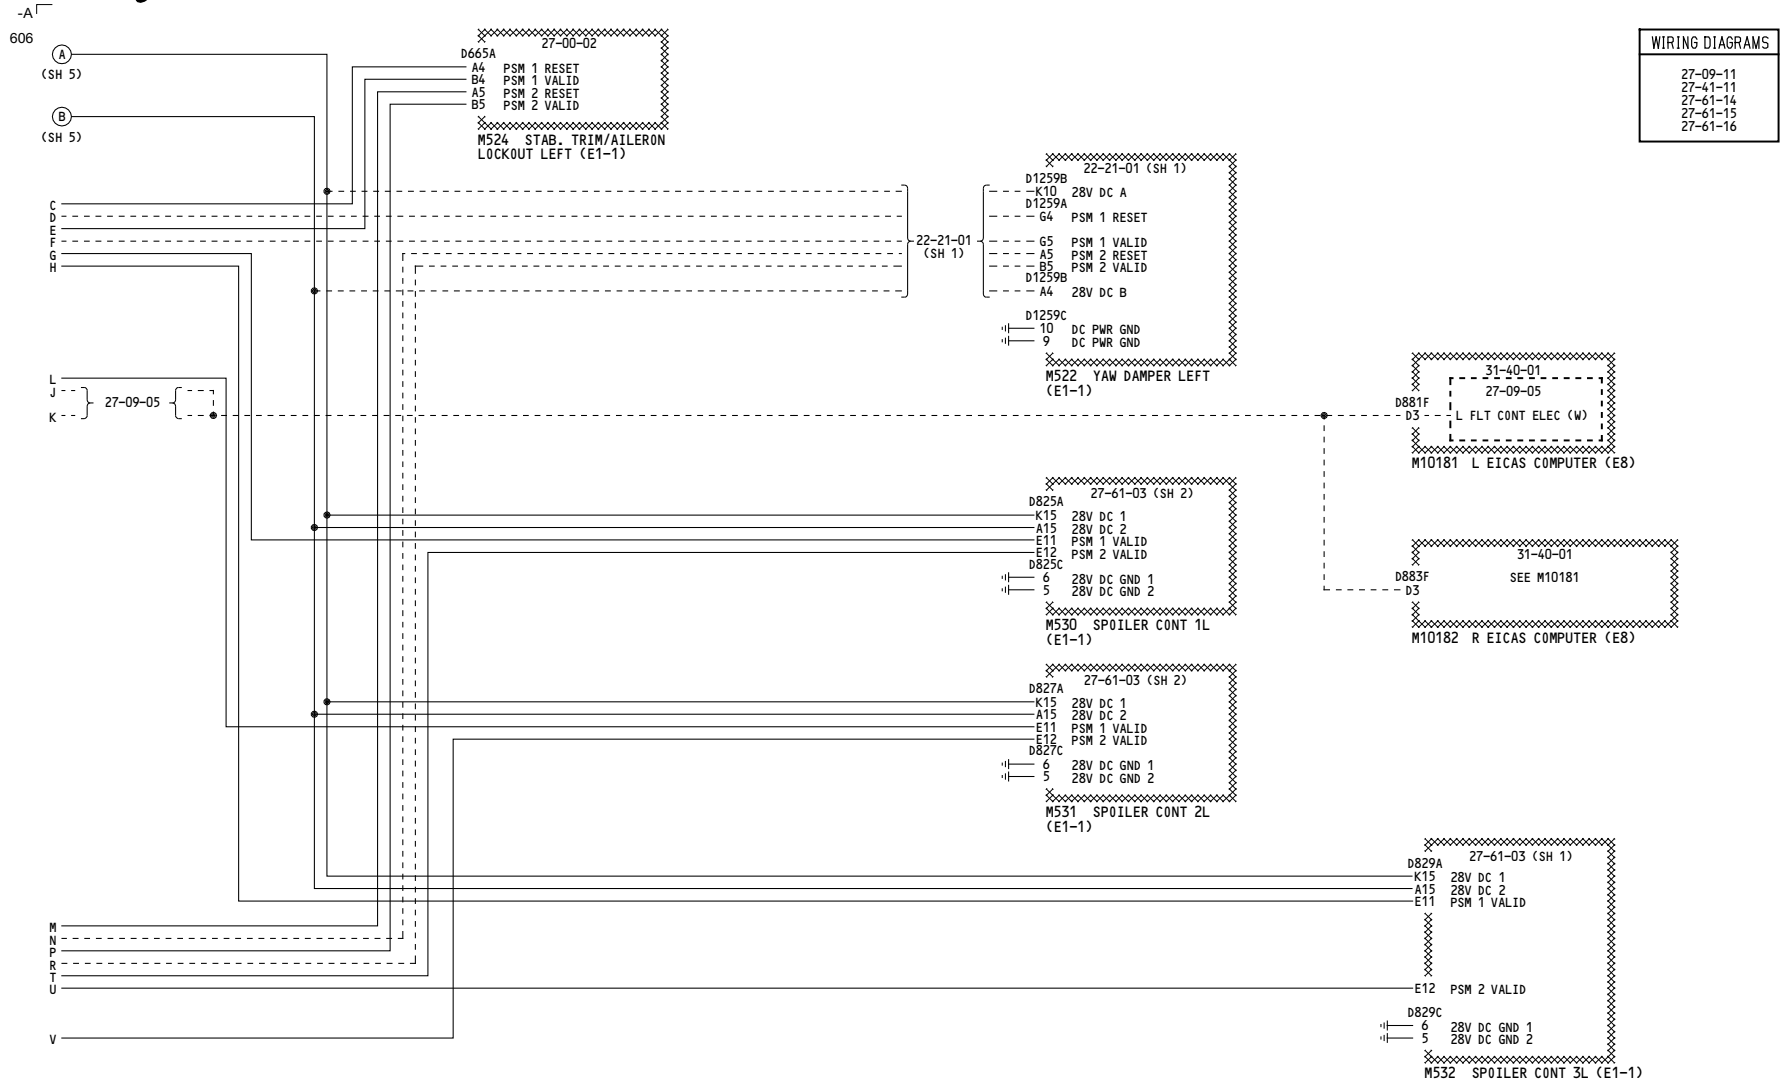 -A
606
A
(SH 5)
B
(SH 5)
C
D
E
F
G
H
L
J
K
27-09-05
M
N
P
R
T
U
V
27-00-02
D665A
A4 PSM 1 RESET
B4 PSM 1 VALID
A5 PSM 2 RESET
B5 PSM 2 VALID
M524 STAB. TRIM/AILERON
LOCKOUT LEFT (E1-1)
22-21-01
(SH 1)
22-21-01 (SH 1)
D1259B
K10 28V DC A
D1259A
G4 PSM 1 RESET
G5 PSM 1 VALID
A5 PSM 2 RESET
B5 PSM 2 VALID
D1259B
A4 28V DC B
D1259C
10 DC PWR GND
9 DC PWR GND
M522 YAW DAMPER LEFT
(E1-1)
27-61-03 (SH 2)
D825A
K15 28V DC 1
A15 28V DC 2
E11 PSM 1 VALID
E12 PSM 2 VALID
D825C
6 28V DC GND 1
5 28V DC GND 2
M530 SPOILER CONT 1L
(E1-1)
27-61-03 (SH 2)
D827A
K15 28V DC 1
A15 28V DC 2
E11 PSM 1 VALID
E12 PSM 2 VALID
D827C
6 28V DC GND 1
5 28V DC GND 2
M531 SPOILER CONT 2L
(E1-1)
WIRING DIAGRAMS
27-09-11
27-41-11
27-61-14
27-61-15
27-61-16
31-40-01
27-09-05
D881F
D3 L FLT CONT ELEC (W)
M10181 L EICAS COMPUTER (E8)
31-40-01
D883F
SEE M10181
D3
M10182 R EICAS COMPUTER (E8)
27-61-03 (SH 1)
D829A
K15 28V DC 1
A15 28V DC 2
E11 PSM 1 VALID
E12 PSM 2 VALID
D829C
6 28V DC GND 1
5 28V DC GND 2
M532 SPOILER CONT 3L (E1-1)